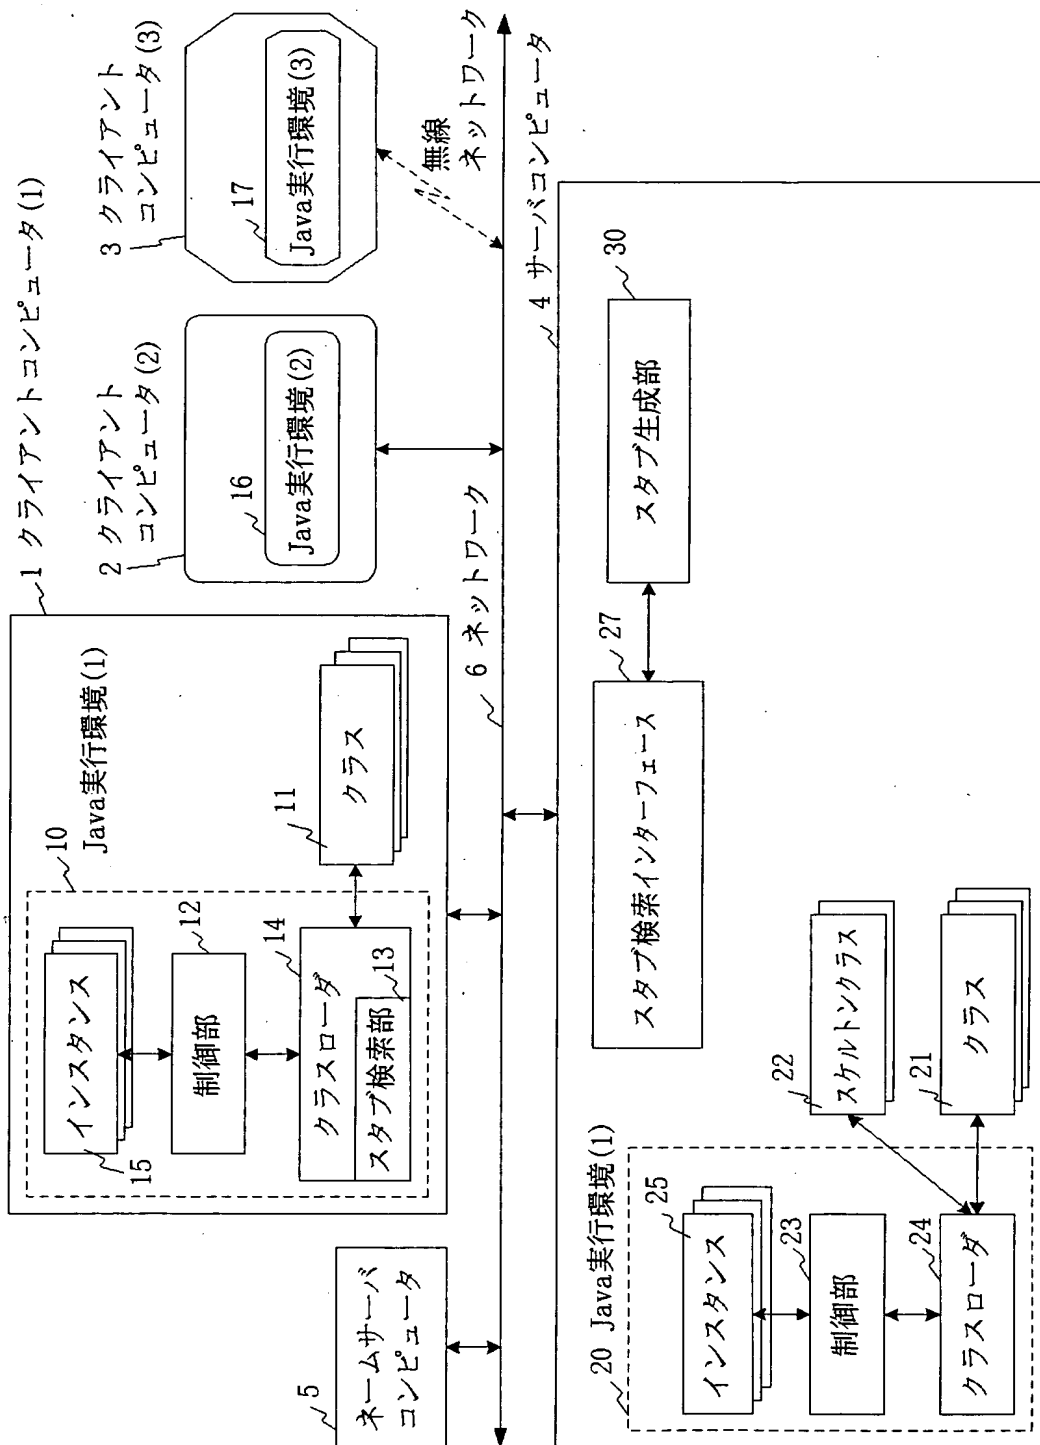 1 クライアントコンピュータ(1)
10
Java実行環境(1)
15
インスタンス
12
制御部
14
クラスローダ
13
スタブ検索部
11
クラス
2 クライアント
コンピュータ(2)
16
Java実行環境(2)
3 クライアント
コンピュータ(3)
17
Java実行環境(3)
無線
ネットワーク
5
ネームサーバ
コンピュータ
6 ネットワーク
4 サーバコンピュータ
27
スタブ検索インターフェース
30
スタブ生成部
20 Java実行環境(1)
25
インスタンス
23
制御部
24
クラスローダ
22
スケルトンクラス
21
クラス